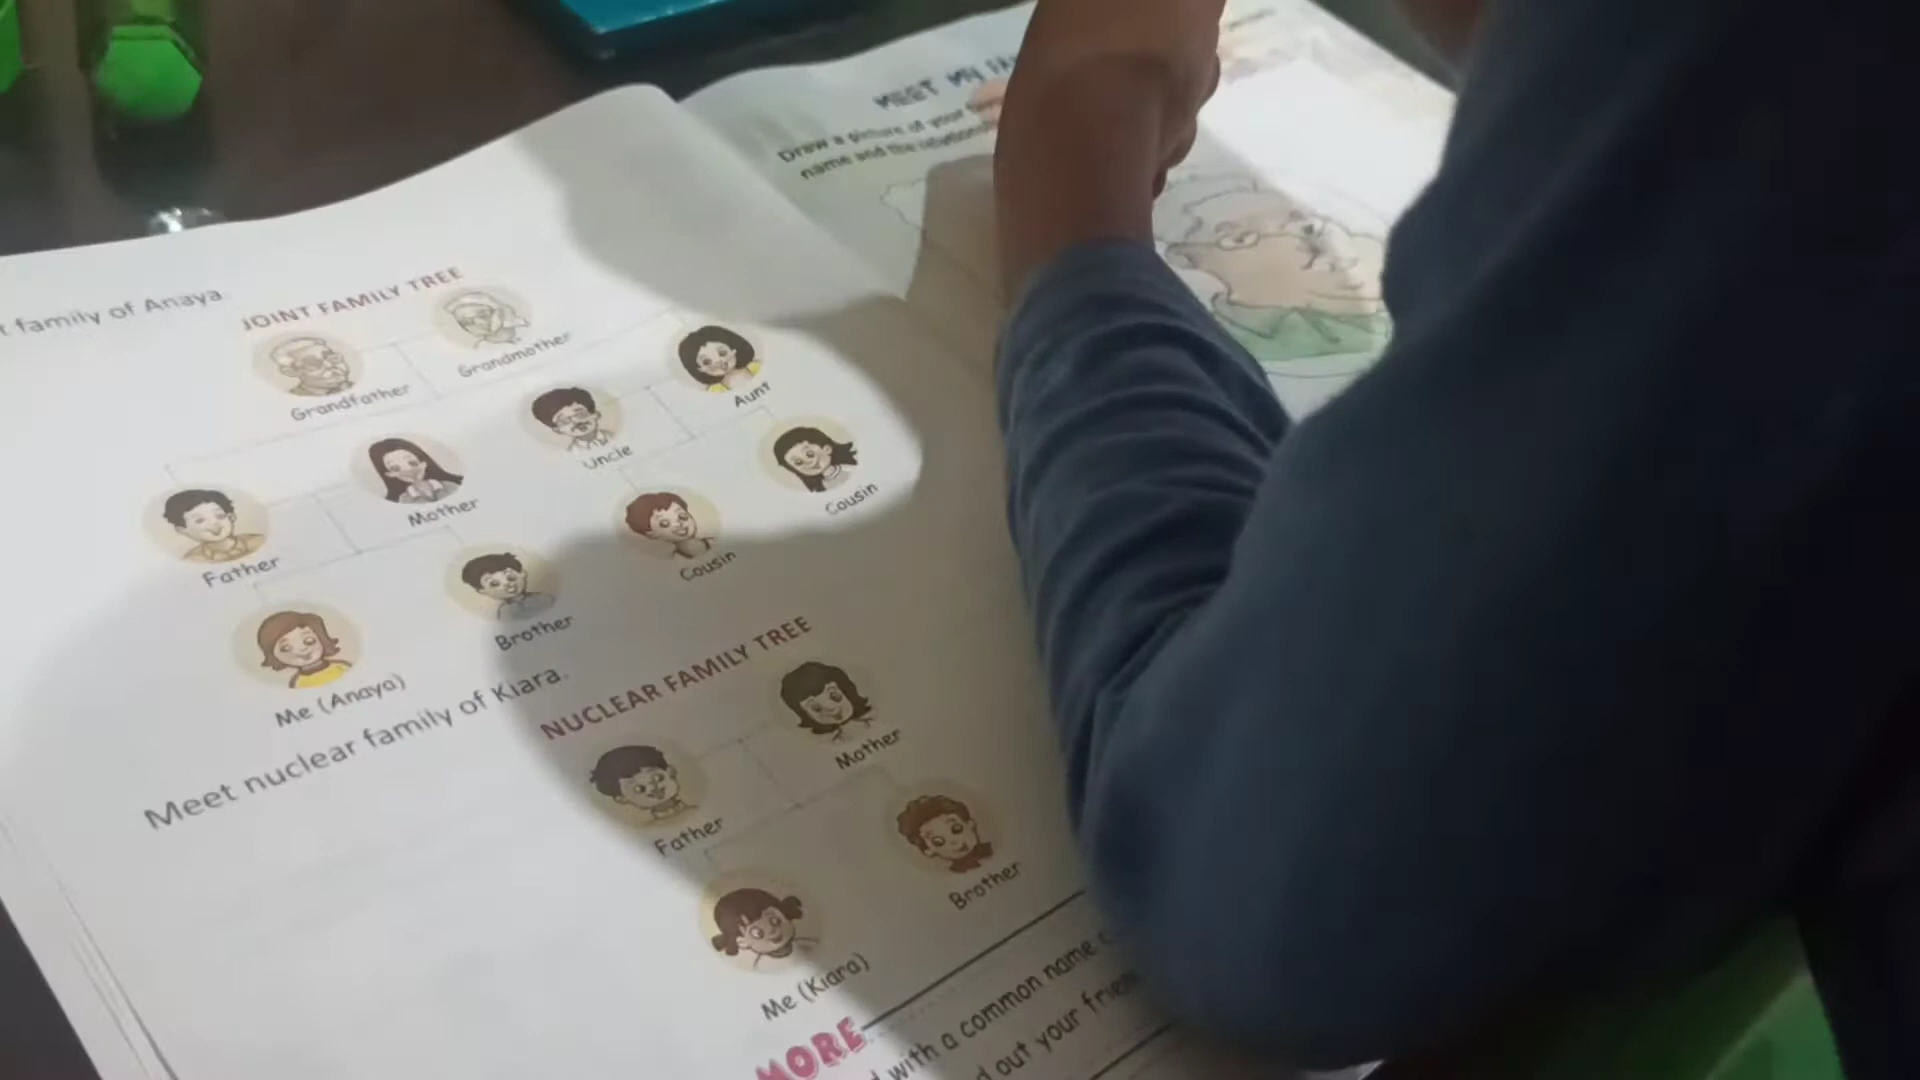 family of Anaya.
JOINT FAMILY TREE
Grandfather
Grandmother
Father
Mother
Uncle
Aunt
Me (Anaya)
Brother
Cousin
Cousin
Meet nuclear family of Kiara.
NUCLEAR FAMILY TREE
Father
Mother
Me (Kiara)
Brother
MORE
with a common name
out your
MEET MY
Draw a picture of your
name and the